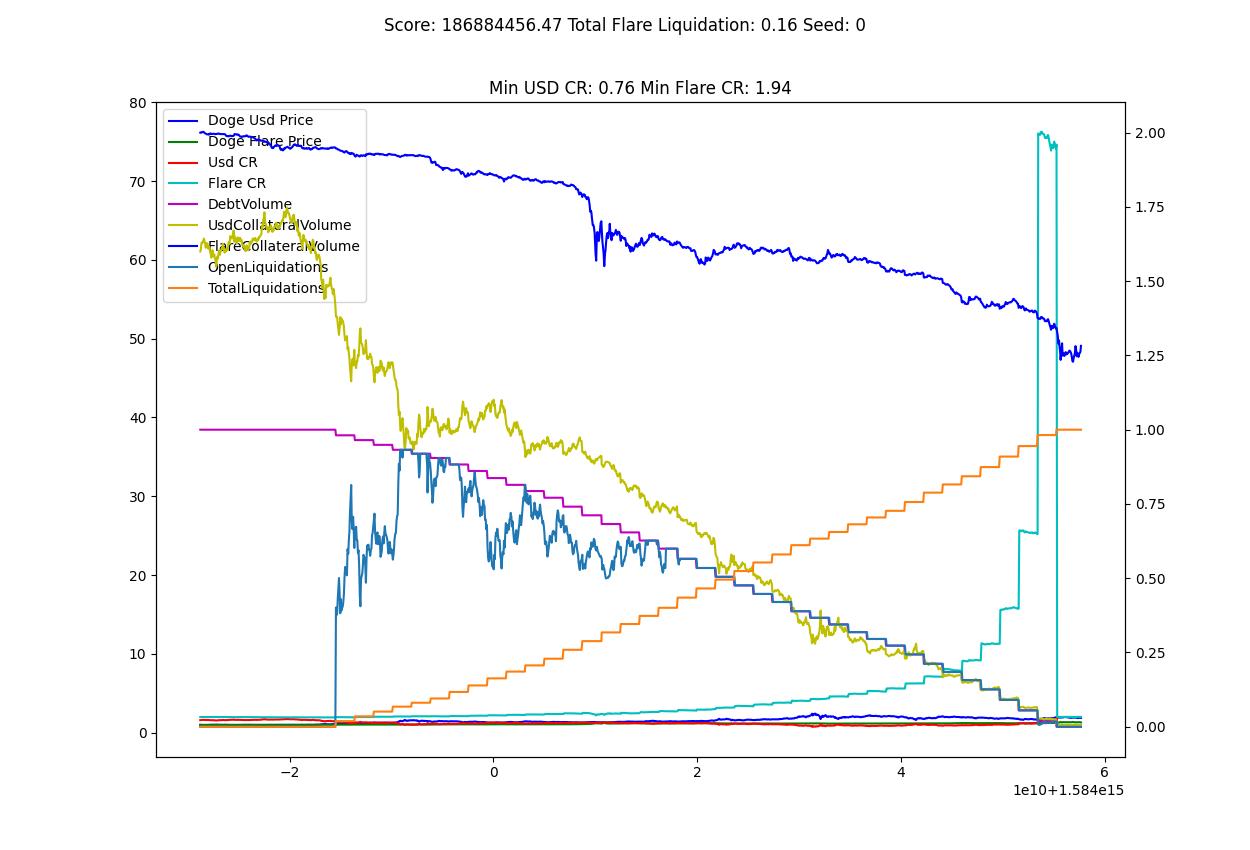 Score: 186884456.47 Total Flare Liquidation: 0.16 Seed: 0
Min USD CR: 0.76 Min Flare CR: 1.94
Doge Usd Price
Doge Flare Price
Usd CR
Flare CR
DebtVolume
UsdCollateralVolume
FlareCollateralVolume
OpenLiquidations
TotalLiquidations
80
70
60
50
40
30
20
10
0
2.00
1.75
1.50
1.25
1.00
0.75
0.50
0.25
0.00
−2
0
2
4
6
1e10+1.584e15